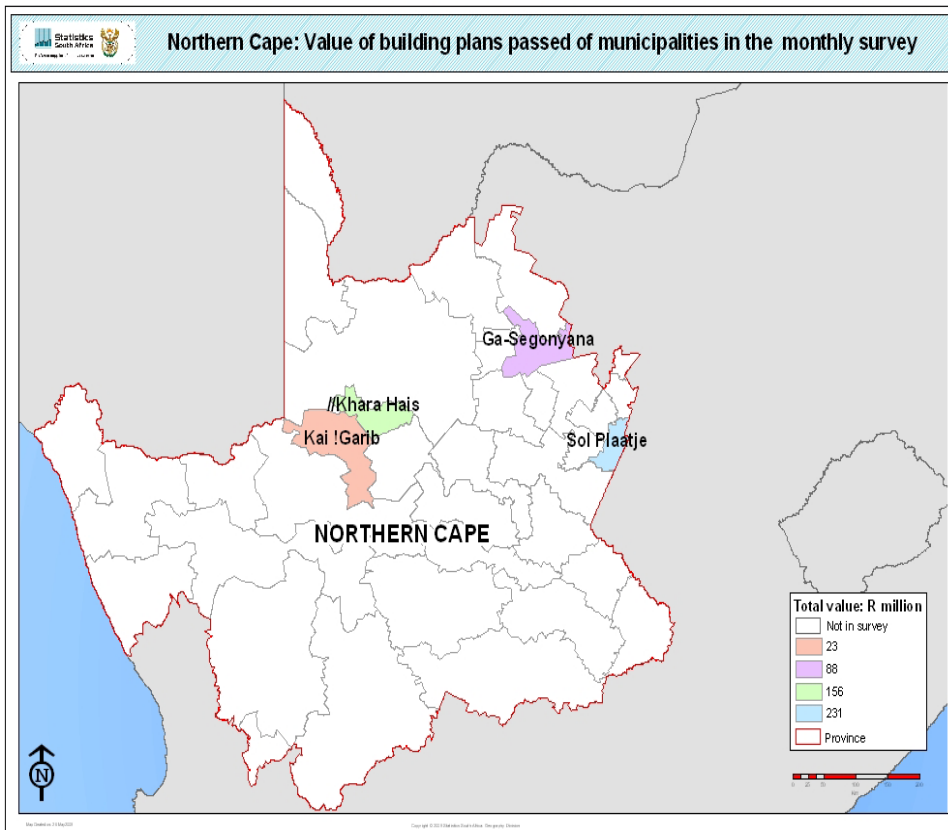 Statistics
South Africa
Northern Cape: Value of building plans passed of municipalities in the monthly survey
Ga-Segonyana
//Khara Hais
Kai !Garib
Sol Plaatje
NORTHERN CAPE
Total value: R million
Not in survey
23
88
156
231
Province
N